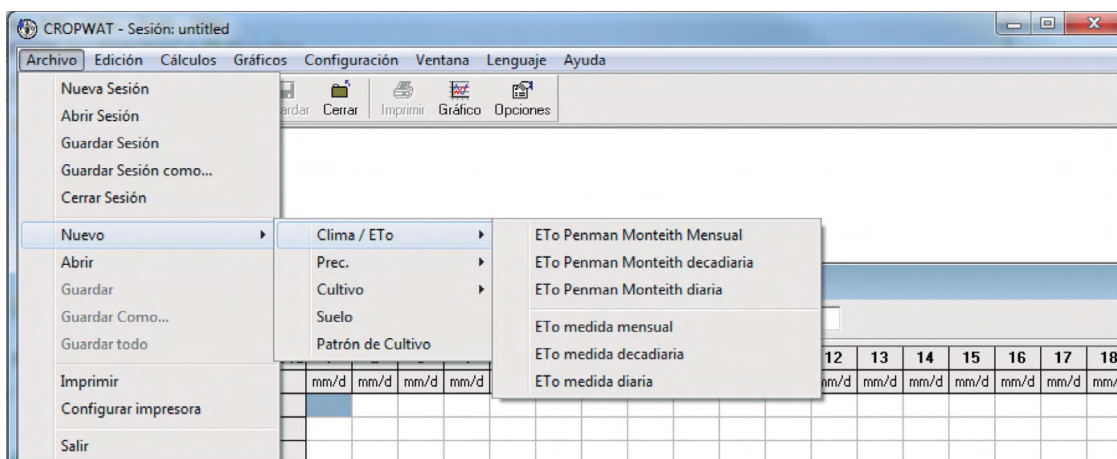 CROPWAT - Sesión: untitled
Archivo Edición Cálculos Gráficos Configuración Ventana Lenguaje Ayuda
Cerrar Imprimir Gráfico Opciones
Nueva Sesión
Abrir Sesión
Guardar Sesión
Guardar Sesión como...
Cerrar Sesión
Nuevo
Abrir
Guardar
Guardar Como...
Guardar todo
Imprimir
Configurar impresora
Salir
Clima / ETo
Prec.
Cultivo
Suelo
Patrón de Cultivo
ETo Penman Monteith Mensual
ETo Penman Monteith decadiaria
ETo Penman Monteith diaria
ETo medida mensual
ETo medida decadiaria
ETo medida diaria
12 13 14 15 16 17 18
mm/d mm/d mm/d mm/d mm/d mm/d mm/d mm/d mm/d mm/d